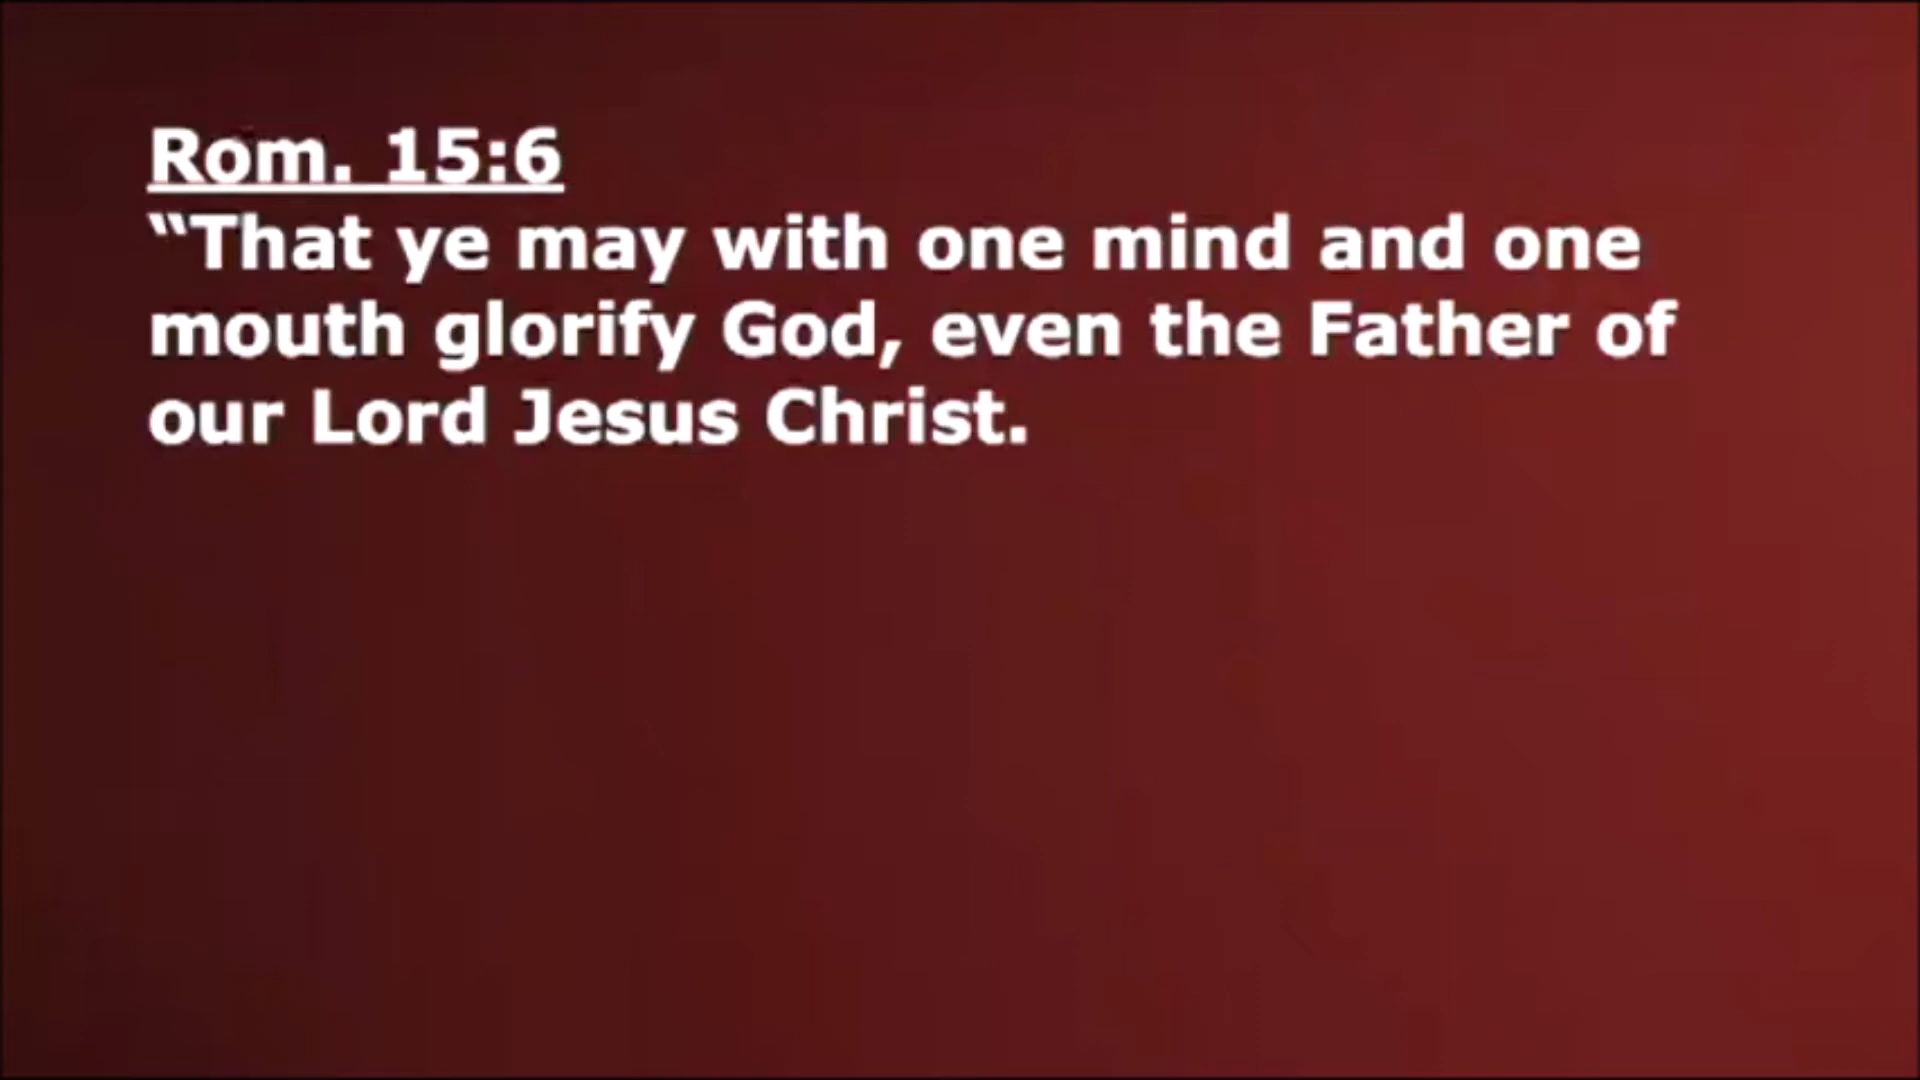 Rom. 15:6
“That ye may with one mind and one
mouth glorify God, even the Father of
our Lord Jesus Christ.